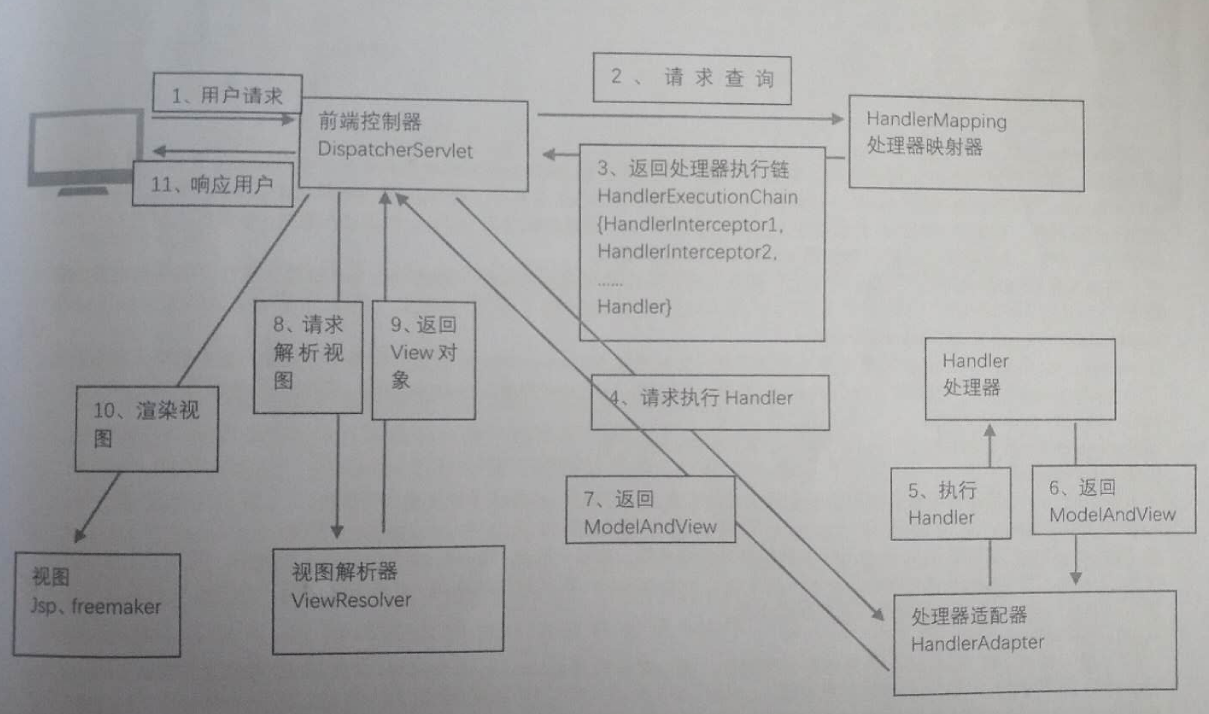 1、用户请求
2、请求查询
前端控制器
DispatcherServlet
HandlerMapping
处理器映射器
11、响应用户
3、返回处理器执行链
HandlerExecutionChain
{HandlerInterceptor1,
HandlerInterceptor2,
......
Handler}
8、请求
解析视
图
9、返回
View对
象
Handler
处理器
10、渲染视
图
4、请求执行 Handler
7、返回
ModelAndView
5、执行
Handler
6、返回
ModelAndView
视图
Jsp、freemaker
视图解析器
ViewResolver
处理器适配器
HandlerAdapter